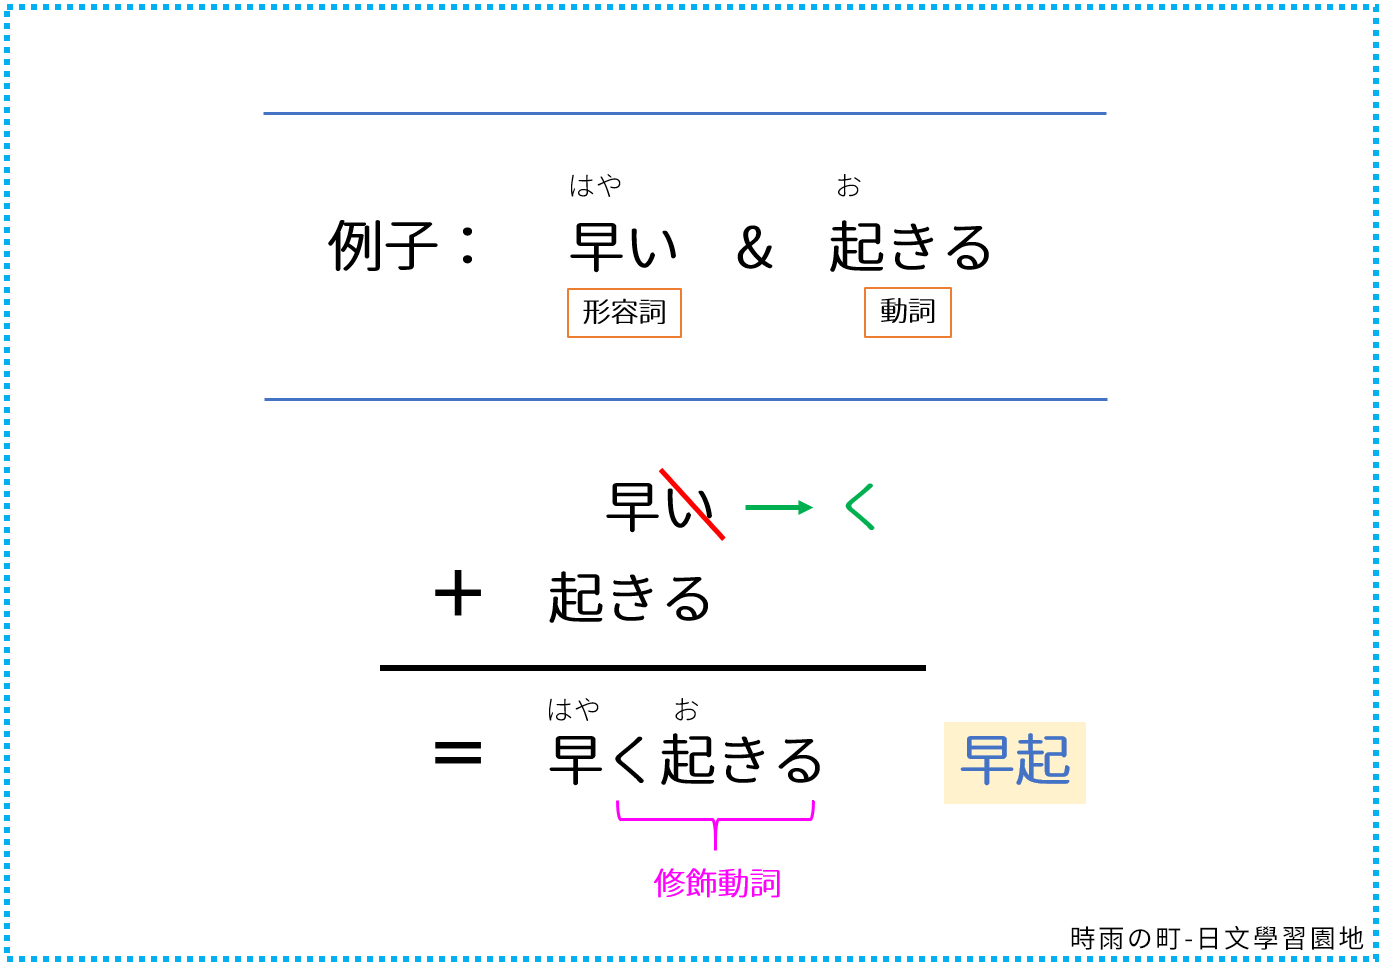 はや お
例子： 早い & 起きる
形容詞 動詞
早い → く
+ 起きる
はや お
= 早く起きる 早起
修飾動詞
時雨の町-日文學習園地